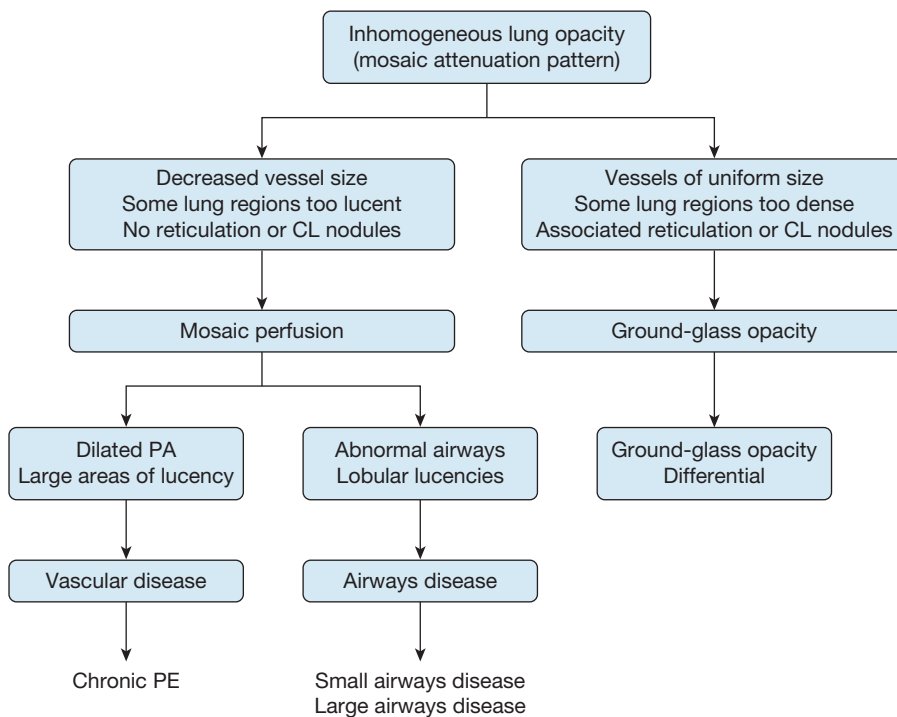 Inhomogeneous lung opacity
(mosaic attenuation pattern)
Decreased vessel size
Some lung regions too lucent
No reticulation or CL nodules
Vessels of uniform size
Some lung regions too dense
Associated reticulation or CL nodules
Mosaic perfusion
Ground-glass opacity
Dilated PA
Large areas of lucency
Abnormal airways
Lobular lucencies
Ground-glass opacity
Differential
Vascular disease
Airways disease
Chronic PE
Small airways disease
Large airways disease